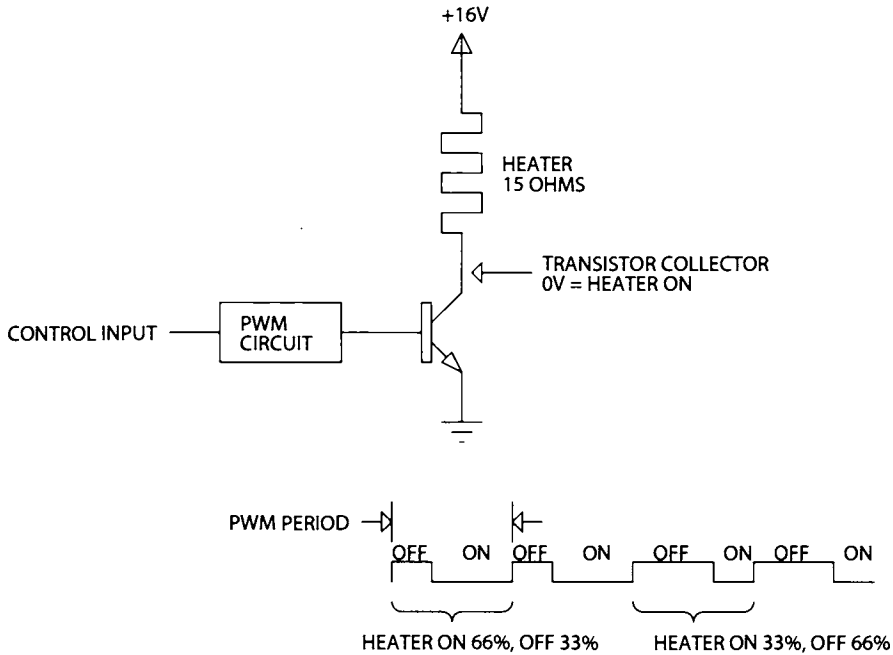 +16V
HEATER
15 OHMS
TRANSISTOR COLLECTOR
0V = HEATER ON
CONTROL INPUT
PWM
CIRCUIT
PWM PERIOD
OFF ON OFF ON OFF ON OFF ON
HEATER ON 66%, OFF 33% HEATER ON 33%, OFF 66%